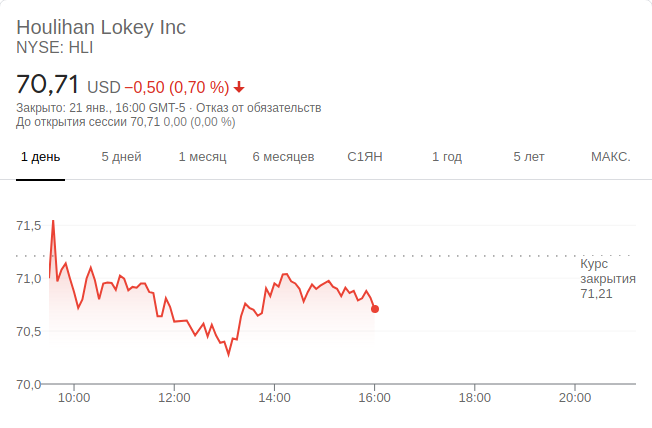 Houlihan Lokey Inc
NYSE: HLI
70,71 USD −0,50 (0,70 %)
Закрыто: 21 янв., 16:00 GMT-5 · Отказ от обязательств
До открытия сессии 70,71 0,00 (0,00 %)
1 день 5 дней 1 месяц 6 месяцев С1ЯН 1 год 5 лет МАКС.
71,5
Курс
закрытия
71,21
71,0
70,5
70,0
10:00 12:00 14:00 16:00 18:00 20:00